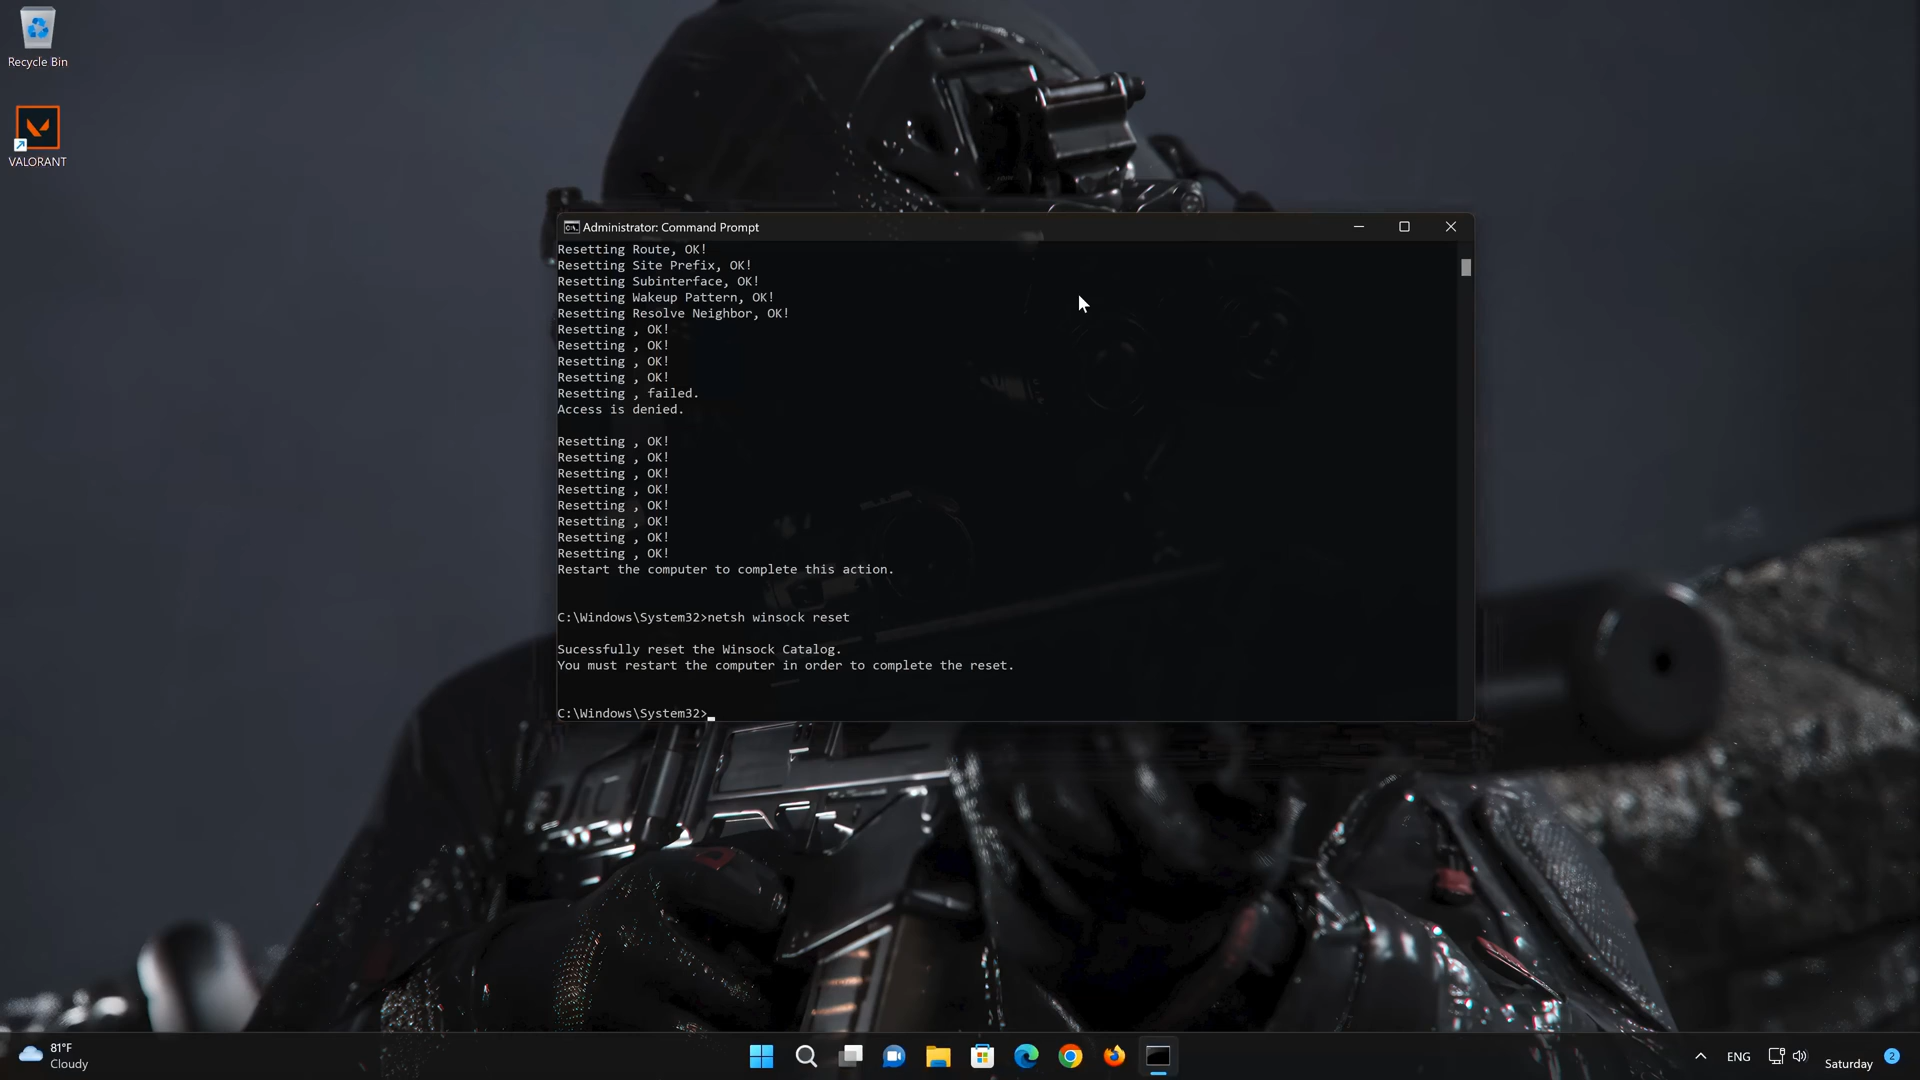 Recycle Bin
VALORANT
Administrator: Command Prompt
Resetting Route, OK!
Resetting Site Prefix, OK!
Resetting Subinterface, OK!
Resetting Wakeup Pattern, OK!
Resetting Resolve Neighbor, OK!
Resetting , OK!
Resetting , OK!
Resetting , OK!
Resetting , OK!
Resetting , failed.
Access is denied.
Resetting , OK!
Resetting , OK!
Resetting , OK!
Resetting , OK!
Resetting , OK!
Resetting , OK!
Resetting , OK!
Resetting , OK!
Restart the computer to complete this action.
C:\Windows\System32>netsh winsock reset
Sucessfully reset the Winsock Catalog.
You must restart the computer in order to complete the reset.
C:\Windows\System32>
81°F
Cloudy
ENG
Saturday
2